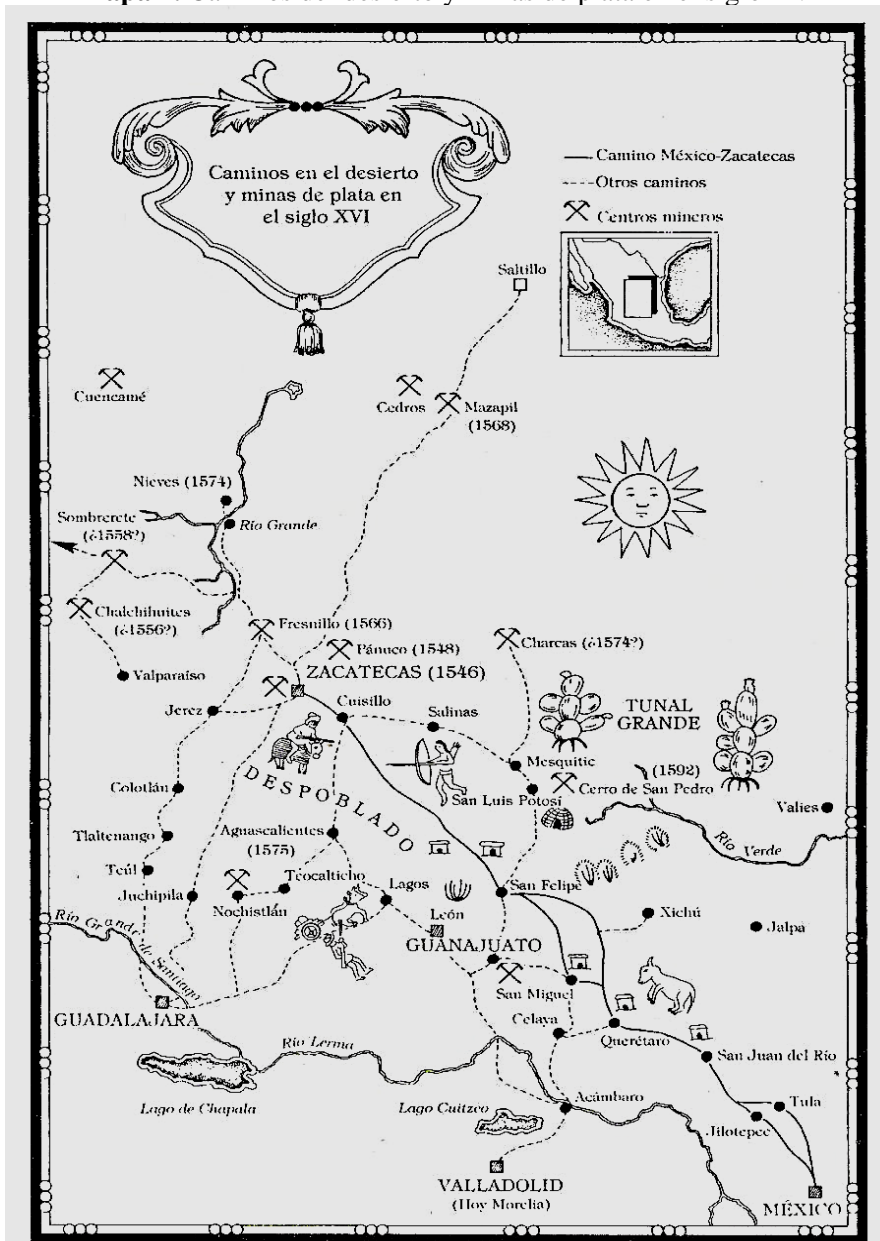 Caminos en el desierto
y minas de plata en
el siglo XVI
Camino México-Zacatecas
Otros caminos
Centros mineros
Saltillo
Cuencamé
Cedros
Mazapil
(1568)
Nieves (1574)
Sombrerete
(¿1558?)
Río Grande
Chalchihuites
(¿1556?)
Fresnillo (1566)
Pánuco (1548)
Charcas (¿1574?)
ZACATECAS (1546)
Valparaíso
Jerez
Cuisillo
Salinas
TUNAL
GRANDE
Mesquitic
(1592)
Cerro de San Pedro
San Luis Potosí
Valles
Colotlán
DESPOBLADO
Río Verde
Tlaltenango
Aguascalientes
(1575)
Teúl
Teocalticho
Juchipila
Nochistlán
Lagos
San Felipe
León
Xichú
Jalpa
GUANAJUATO
Río Grande de Santiago
San Miguel
GUADALAJARA
Celaya
Querétaro
Río Lerma
San Juan del Río
Lago de Chapala
Lago Cuitzeo
Acámbaro
Tula
Jilotepec
VALLADOLID
(Hoy Morelia)
MÉXICO